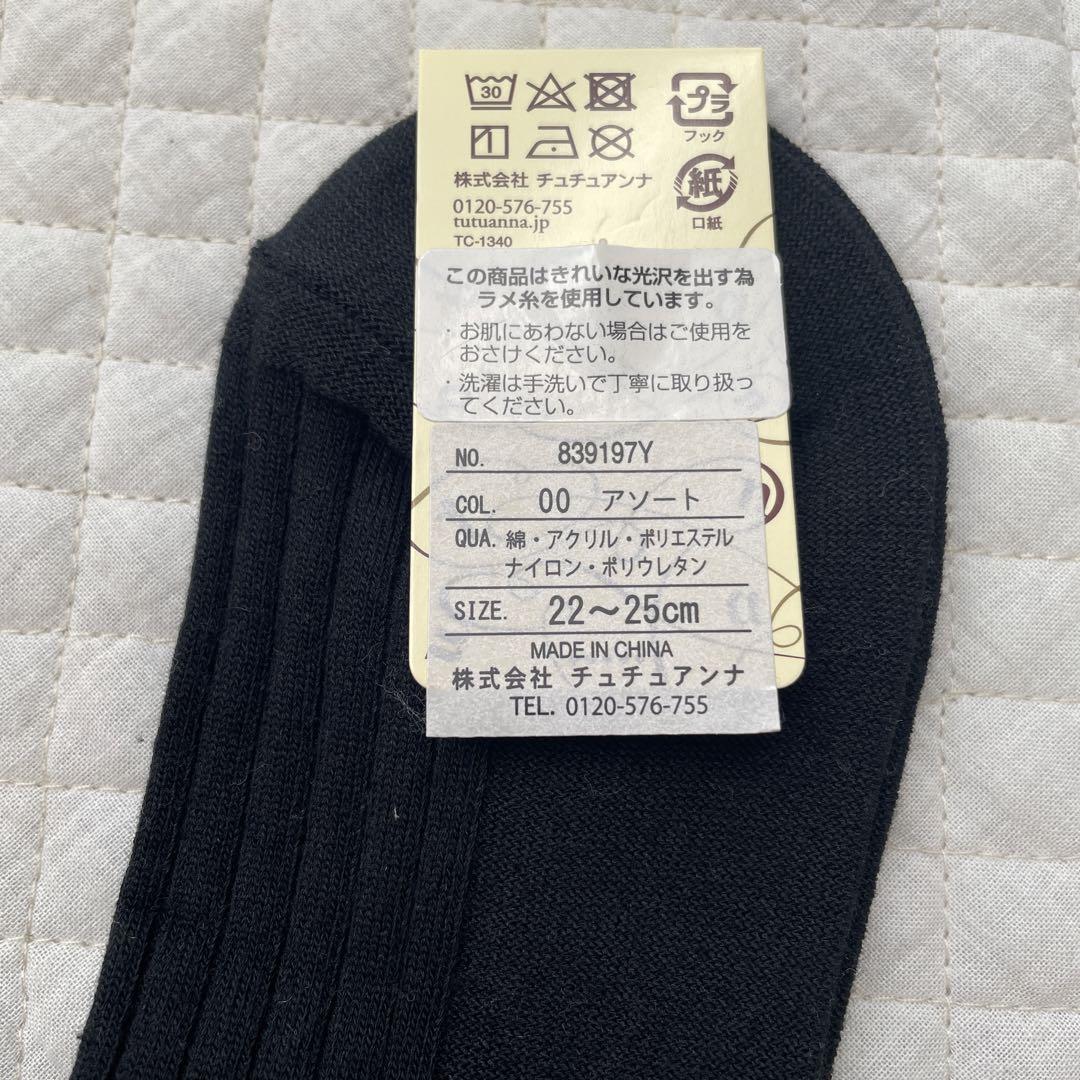 30
プラ
フック
紙
口紙
株式会社 チュチュアンナ
0120-576-755
tutuanna.jp
TC-1340
この商品はきれいな光沢を出す為
ラメ糸を使用しています。
・お肌にあわない場合はご使用を
おさけください。
・洗濯は手洗いで丁寧に取り扱っ
てください。
NO. 839197Y
COL. 00 アソート
QUA. 綿・アクリル・ポリエステル
ナイロン・ポリウレタン
SIZE. 22～25cm
MADE IN CHINA
株式会社 チュチュアンナ
TEL. 0120-576-755